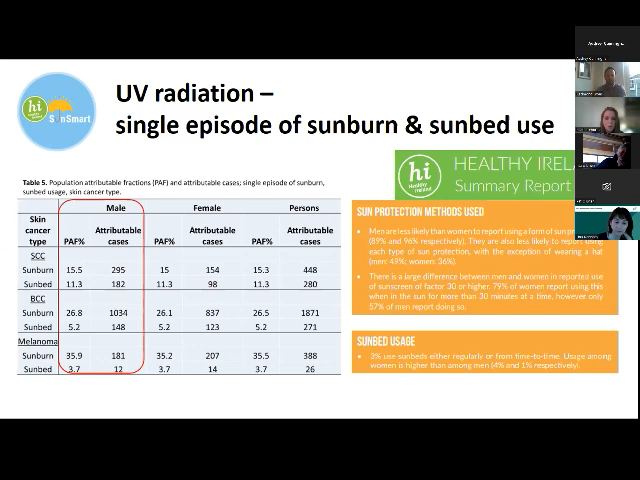 hi
SunSmart
UV radiation –
single episode of sunburn & sunbed use
Table 5. Population attributable fractions (PAF) and attributable cases; single episode of sunburn,
sunbed usage, skin cancer type.
Male Female Persons
Skin cancer type PAF% Attributable cases PAF% Attributable cases PAF% Attributable cases
SCC
Sunburn 15.5 295 15 154 15.3 448
Sunbed 11.3 182 11.3 98 11.3 280
BCC
Sunburn 26.8 1034 26.1 837 26.5 1871
Sunbed 5.2 148 5.2 123 5.2 271
Melanoma
Sunburn 35.9 181 35.2 207 35.5 388
Sunbed 3.7 12 3.7 14 3.7 26
hi
HEALTHY IREL
Summary Report
SUN PROTECTION METHODS USED
• Men are less likely than women to report using a form of sun pr
(89% and 96% respectively). They are also less likely to report
each type of sun protection, with the exception of wearing a hat
(men: 49%; women: 36%).
• There is a large difference between men and women in reported use
of sunscreen of factor 30 or higher. 79% of women report using this
when in the sun for more than 30 minutes at a time, however only
57% of men report doing so.
SUNBED USAGE
• 3% use sunbeds either regularly or from time-to-time. Usage among
women is higher than among men (4% and 1% respectively).